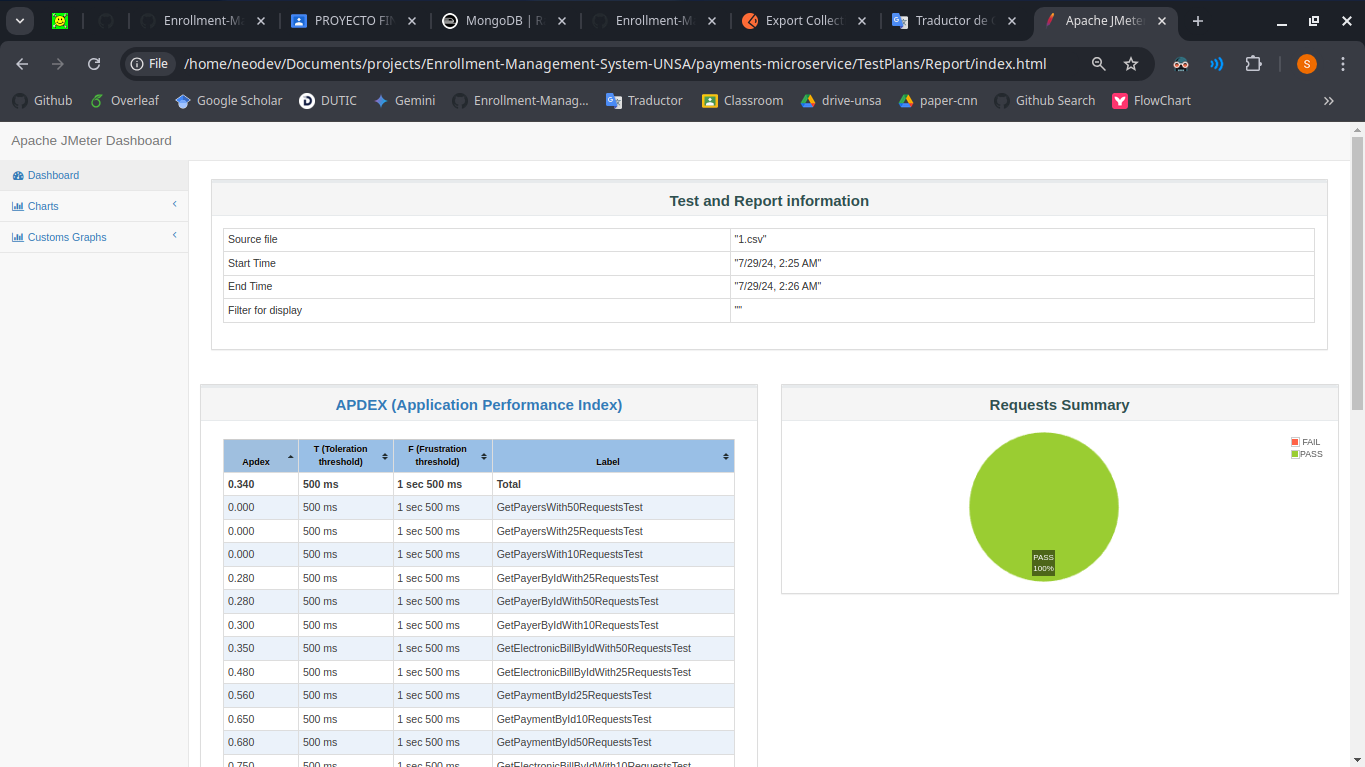 Enrollment-Ma
PROYECTO FIN
MongoDB | R
Enrollment-Ma
Export Collect
Traductor de
Apache JMete
File
/home/neodev/Documents/projects/Enrollment-Management-System-UNSA/payments-microservice/TestPlans/Report/index.html
S
Github
Overleaf
Google Scholar
DUTIC
Gemini
Enrollment-Manag...
Traductor
Classroom
drive-unsa
paper-cnn
Github Search
FlowChart
Apache JMeter Dashboard
Dashboard
Charts
Customs Graphs
Test and Report information
Source file "1.csv"
Start Time "7/29/24, 2:25 AM"
End Time "7/29/24, 2:26 AM"
Filter for display ""
APDEX (Application Performance Index)
Apdex T (Toleration threshold) F (Frustration threshold) Label
0.340 500 ms 1 sec 500 ms Total
0.000 500 ms 1 sec 500 ms GetPayersWith50RequestsTest
0.000 500 ms 1 sec 500 ms GetPayersWith25RequestsTest
0.000 500 ms 1 sec 500 ms GetPayersWith10RequestsTest
0.280 500 ms 1 sec 500 ms GetPayerByIdWith25RequestsTest
0.280 500 ms 1 sec 500 ms GetPayerByIdWith50RequestsTest
0.300 500 ms 1 sec 500 ms GetPayerByIdWith10RequestsTest
0.350 500 ms 1 sec 500 ms GetElectronicBillByIdWith50RequestsTest
0.480 500 ms 1 sec 500 ms GetElectronicBillByIdWith25RequestsTest
0.560 500 ms 1 sec 500 ms GetPaymentById25RequestsTest
0.650 500 ms 1 sec 500 ms GetPaymentById10RequestsTest
0.680 500 ms 1 sec 500 ms GetPaymentById50RequestsTest
0.750 500 ms 1 sec 500 ms GetElectronicBillByIdWith10RequestsTest
Requests Summary
FAIL
PASS
PASS
100%